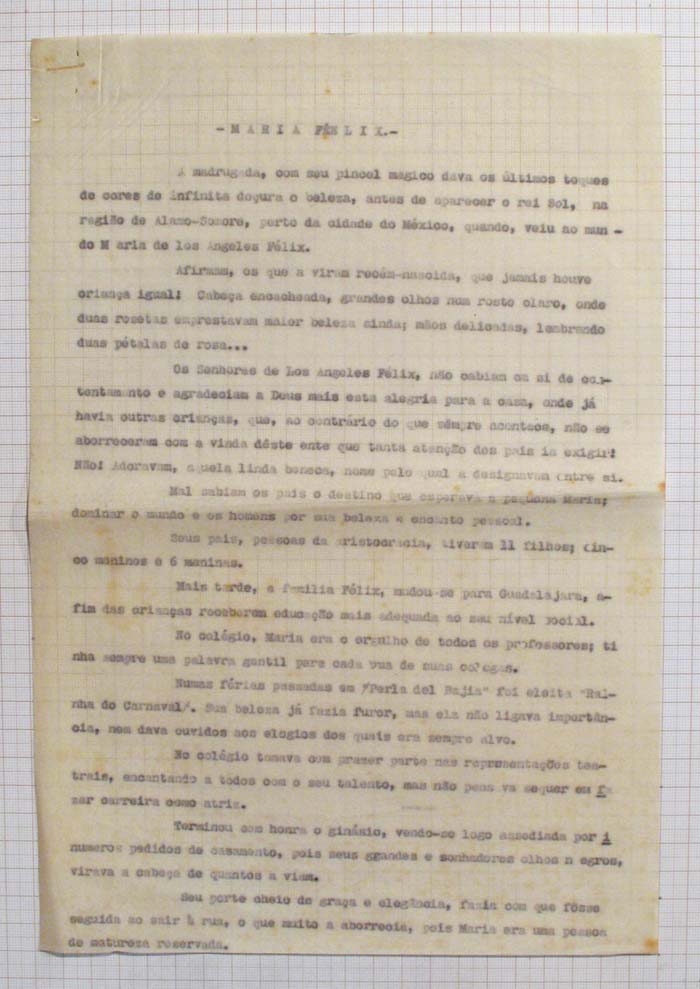 - M A R I A  FÉELIX.-
A madrugada, com seu pincel magico dava os últimos toques
de cores de infinita doçura e beleza, antes de aparecer o rei Sol, na
região de Alamo-Sonore, perto da cidade do México, quando, veiu ao mun -
do M aria de los Angeles Félix.
Afirmam, os que a viram recém-nascida, que jamais houve
criança igual! Cabeça encacheada, grandes olhos num rosto claro, onde
duas rosetas emprestavam maior beleza ainda; mãos delicadas, lembrando
duas pétalas de rosa...
Os Senhores de Los Angeles Félix, não cabiam em si de con-
tentamento e agradeciam a Deus mais esta alegria para a casa, onde já
havia outras crianças, que, ao contrário do que sempre acontece, não se
aborreceram com a vinda dêste ente que tanta atenção dos pais ia exigir!
Não! Adoravam, aquela linda boneca, nome pelo qual a designavam entre si.
Mal sabiam os pais o destino que esperava a pequena Maria;
dominar o mundo e os homens por sua beleza e encanto pessoal.
Seus pais, pessoas da aristocracia, tiveram 11 filhos; cin-
co meninos e 6 meninas.
Mais tarde, a familia Félix, mudou-se para Guadalajara, a-
fim das crianças receberem educação mais adequada ao seu nível social.
No colégio, Maria era o orgulho de todos os professores; ti
nha sempre uma palavra gentil para cada uma de suas colegas.
Numas férias passadas em "Perla del Bajia" foi eleita "Rai-
nha do Carnaval". Sua beleza já fazia furor, mas ela não ligava importân-
cia, nem dava ouvidos aos elogios dos quais era sempre alvo.
No colégio tomava com prazer parte nas representações tea-
trais, encantando a todos com o seu talento, mas não pensava sequer em fa
zer carreira como atriz.
Terminou com honra o ginásio, vendo-se logo assediada por i
numeros pedidos de casamento, pois seus grandes e sonhadores olhos n egros,
virava a cabeça de quantos a viam.
Seu porte cheio de graça e elegância, fazia com que fôsse
seguida ao sair à rua, o que muito a aborrecia, pois Maria era uma pessoa
de natureza reservada.